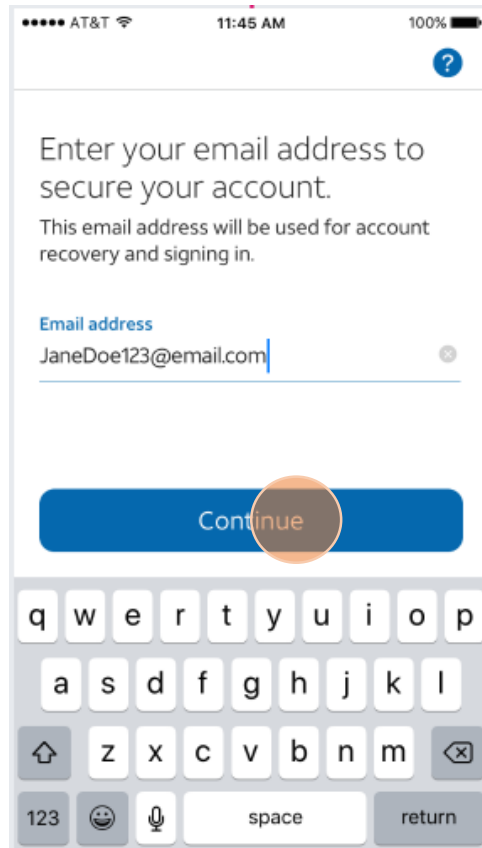 AT&T 11:45 AM 100%
?
Enter your email address to
secure your account.
This email address will be used for account
recovery and signing in.
Email address
JaneDoe123@email.com
Continue
q w e r t y u i o p
a s d f g h j k l
z x c v b n m
123 space return